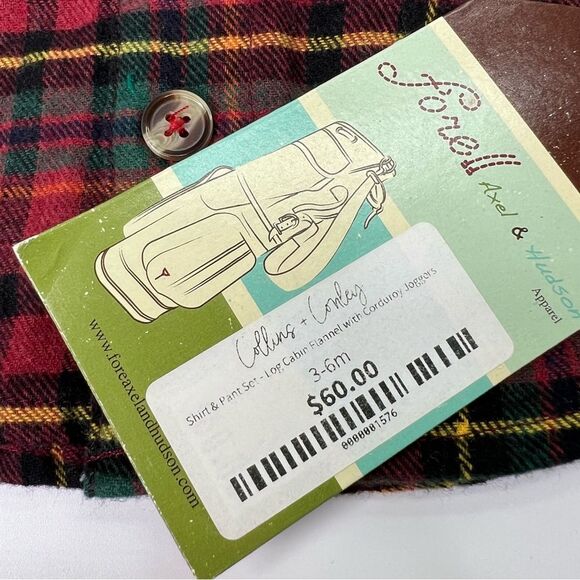 fore!!
Axel & Hudson
Apparel
www.foreaxelandhudson.com
Collins + Conley
Shirt & Pant Set - Log Cabin Flannel with Corduroy Joggers
3-6m
$60.00
0000001576